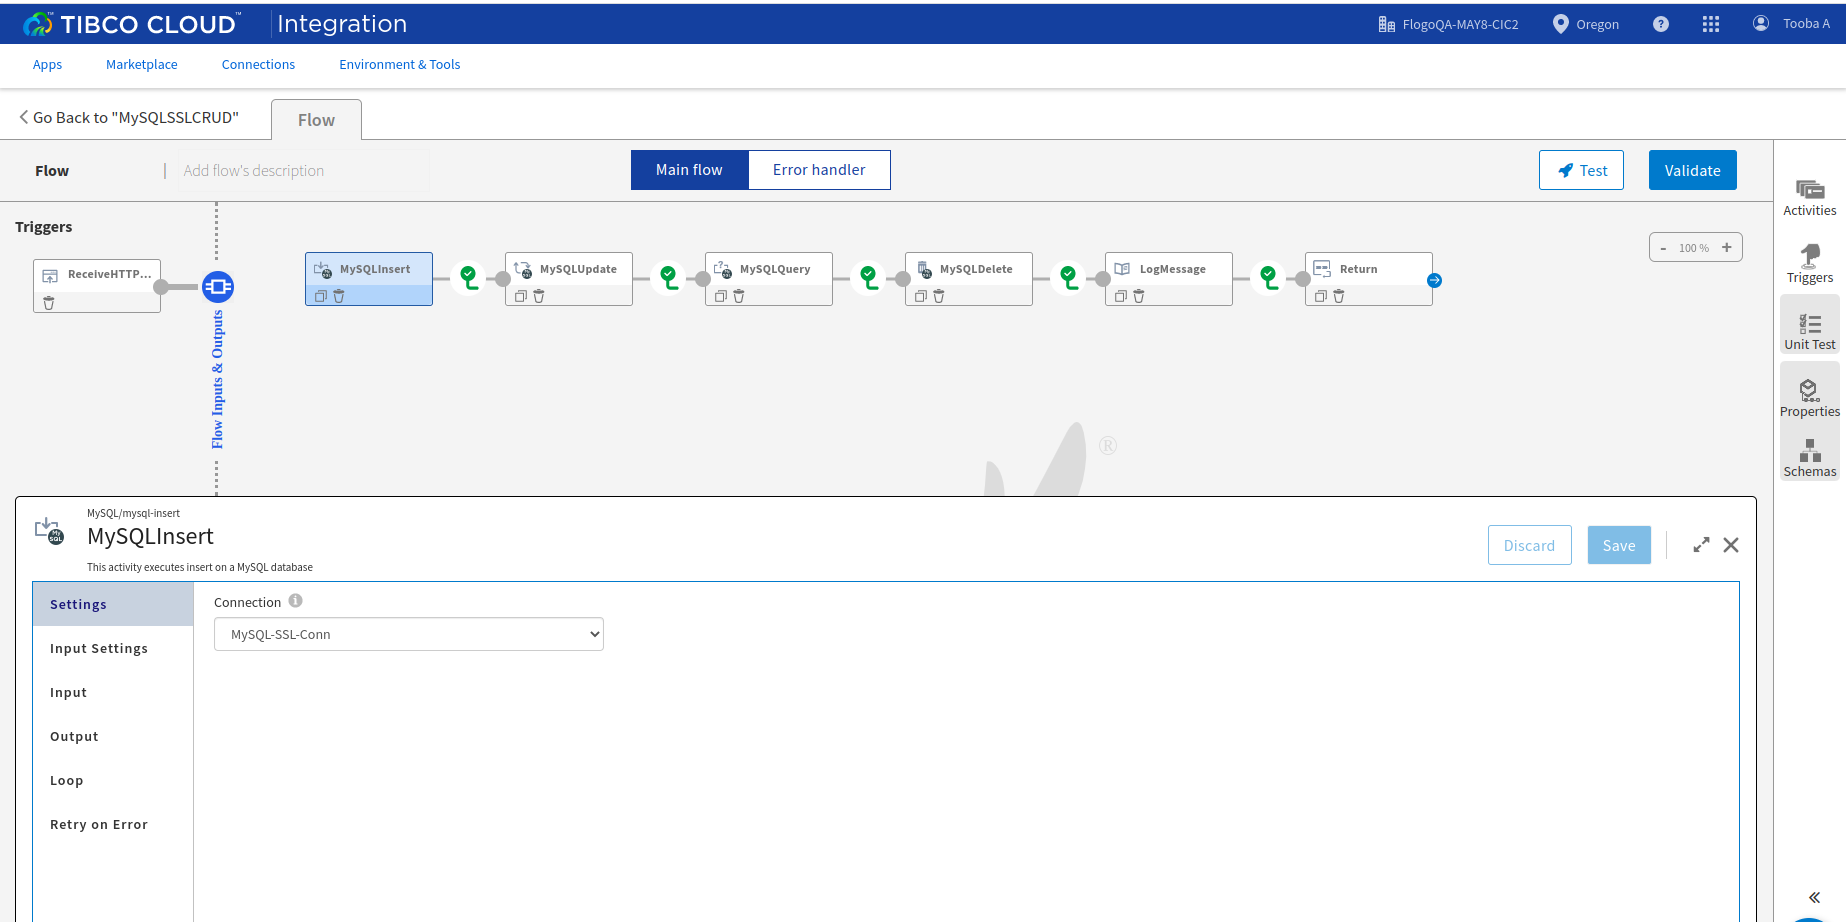 TIBCO CLOUD™ Integration
FlogoQA-MAY8-CIC2
Oregon
?
Tooba A
Apps
Marketplace
Connections
Environment & Tools
Go Back to "MySQLSSLCRUD"
Flow
Flow
Add flow's description
Main flow
Error handler
Test
Validate
Activities
Triggers
Unit Test
Properties
Schemas
Triggers
- 100 % +
ReceiveHTTP...
MySQLInsert
MySQLUpdate
MySQLQuery
MySQLDelete
LogMessage
Return
Flow Inputs & Outputs
®
MySQL/mysql-insert
MySQLInsert
This activity executes insert on a MySQL database
Discard
Save
Settings
Input Settings
Input
Output
Loop
Retry on Error
Connection
MySQL-SSL-Conn